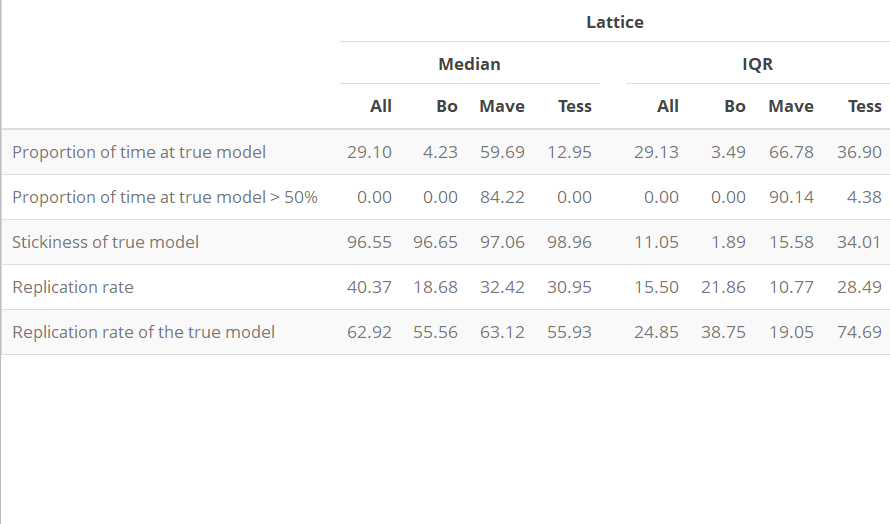 Lattice
Median IQR
All Bo Mave Tess All Bo Mave Tess
Proportion of time at true model 29.10 4.23 59.69 12.95 29.13 3.49 66.78 36.90
Proportion of time at true model > 50% 0.00 0.00 84.22 0.00 0.00 0.00 90.14 4.38
Stickiness of true model 96.55 96.65 97.06 98.96 11.05 1.89 15.58 34.01
Replication rate 40.37 18.68 32.42 30.95 15.50 21.86 10.77 28.49
Replication rate of the true model 62.92 55.56 63.12 55.93 24.85 38.75 19.05 74.69